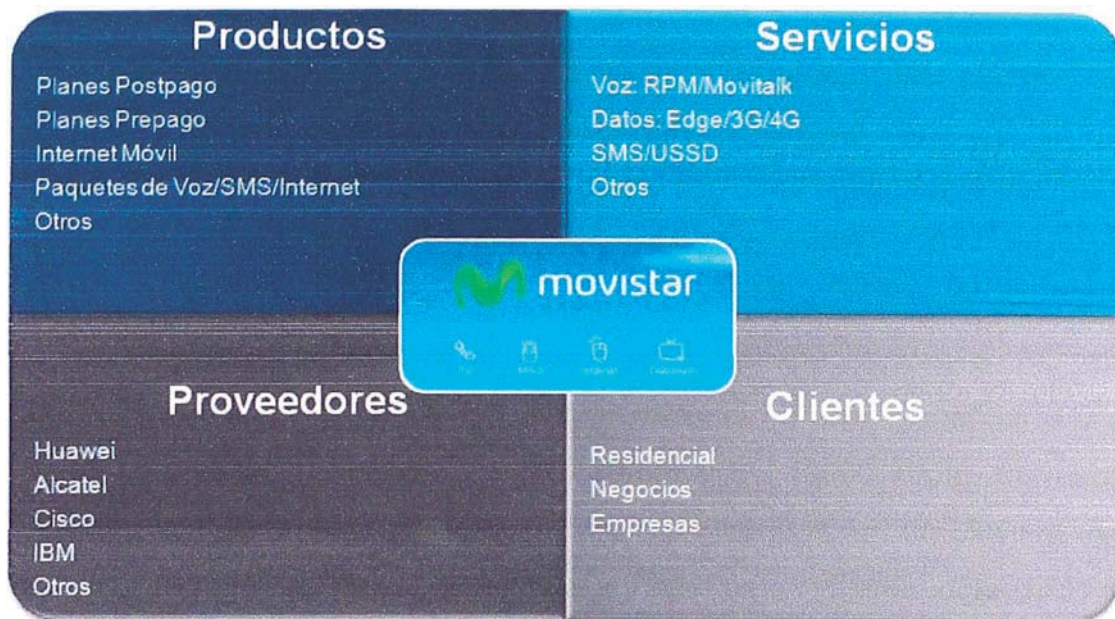 Productos
Planes Postpago
Planes Prepago
Internet Móvil
Paquetes de Voz/SMS/Internet
Otros
Servicios
Voz: RPM/Movitalk
Datos: Edge/3G/4G
SMS/USSD
Otros
movistar
Proveedores
Huawei
Alcatel
Cisco
IBM
Otros
Clientes
Residencial
Negocios
Empresas